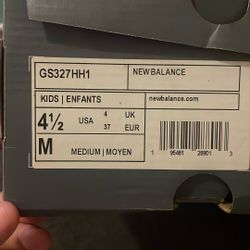 GS327HH1 NEW BALANCE
KIDS | ENFANTS newbalance.com
4½ USA 4 UK 37 EUR
M MEDIUM | MOYEN